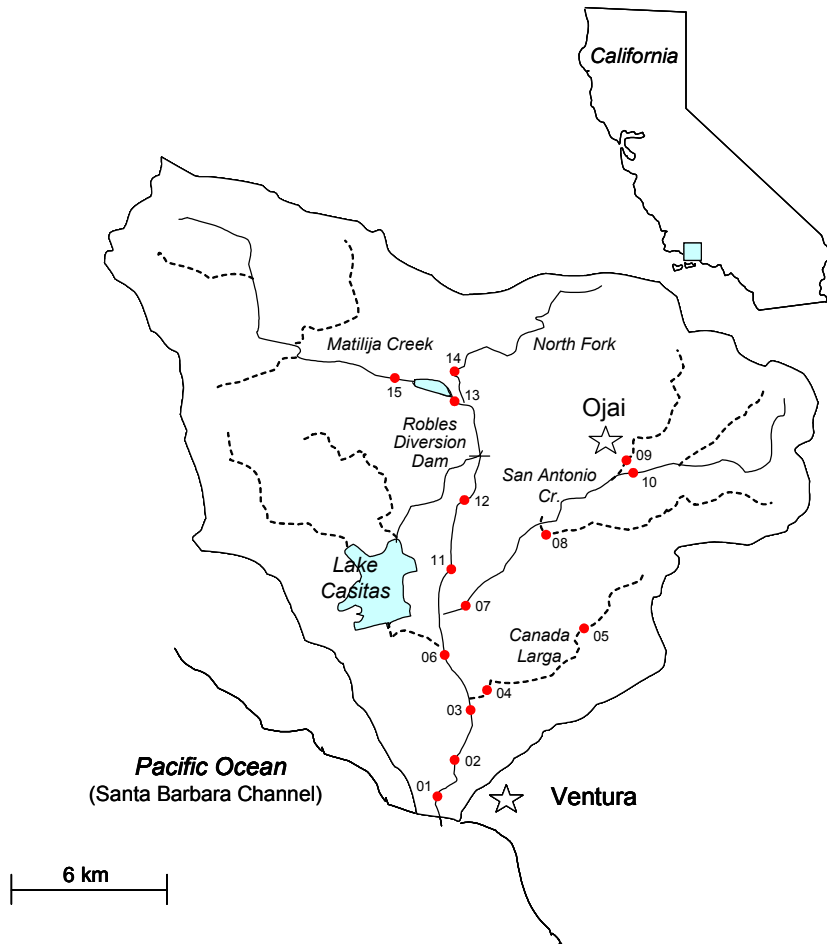 California
Matilija Creek
North Fork
14
15
13
Ojai
Robles
Diversion
Dam
09
San Antonio
Cr.
10
12
08
11
Lake
Casitas
07
Canada
Larga
05
06
04
03
02
Pacific Ocean
(Santa Barbara Channel)
01
Ventura
6 km